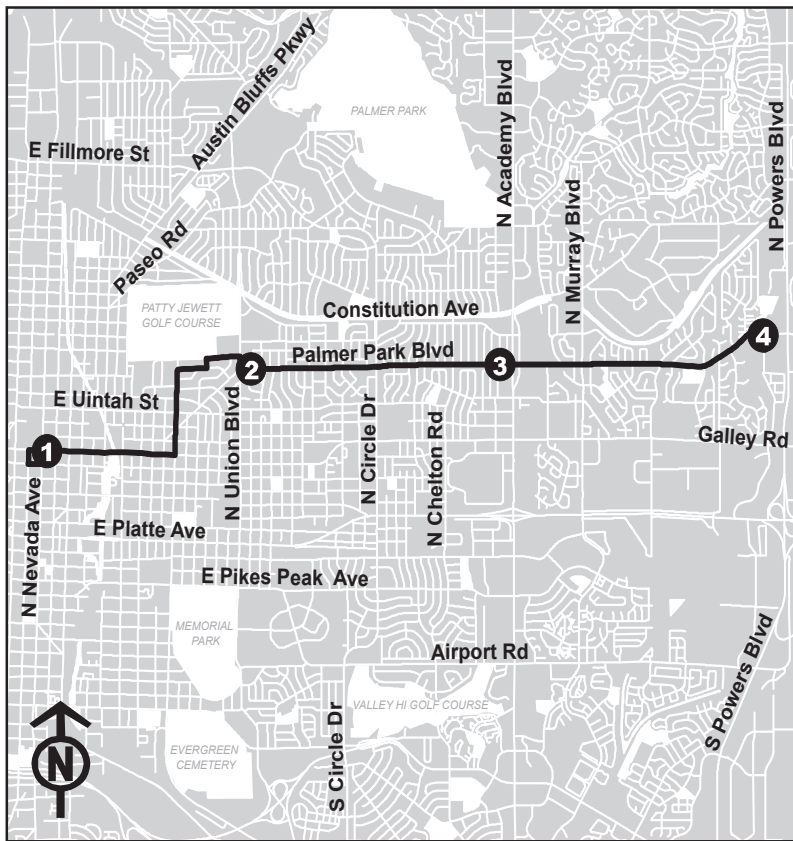 Austin Bluffs Pkwy
PALMER PARK
N Academy Blvd
E Fillmore St
N Powers Blvd
N Murray Blvd
Paseo Rd
PATTY JEWETT
GOLF COURSE
Constitution Ave
4
Palmer Park Blvd
2
3
E Uintah St
N Union Blvd
N Circle Dr
N Chelton Rd
Galley Rd
1
N Nevada Ave
E Platte Ave
E Pikes Peak Ave
MEMORIAL
PARK
Airport Rd
S Powers Blvd
VALLEY HI GOLF COURSE
S Circle Dr
EVERGREEN
CEMETERY
N